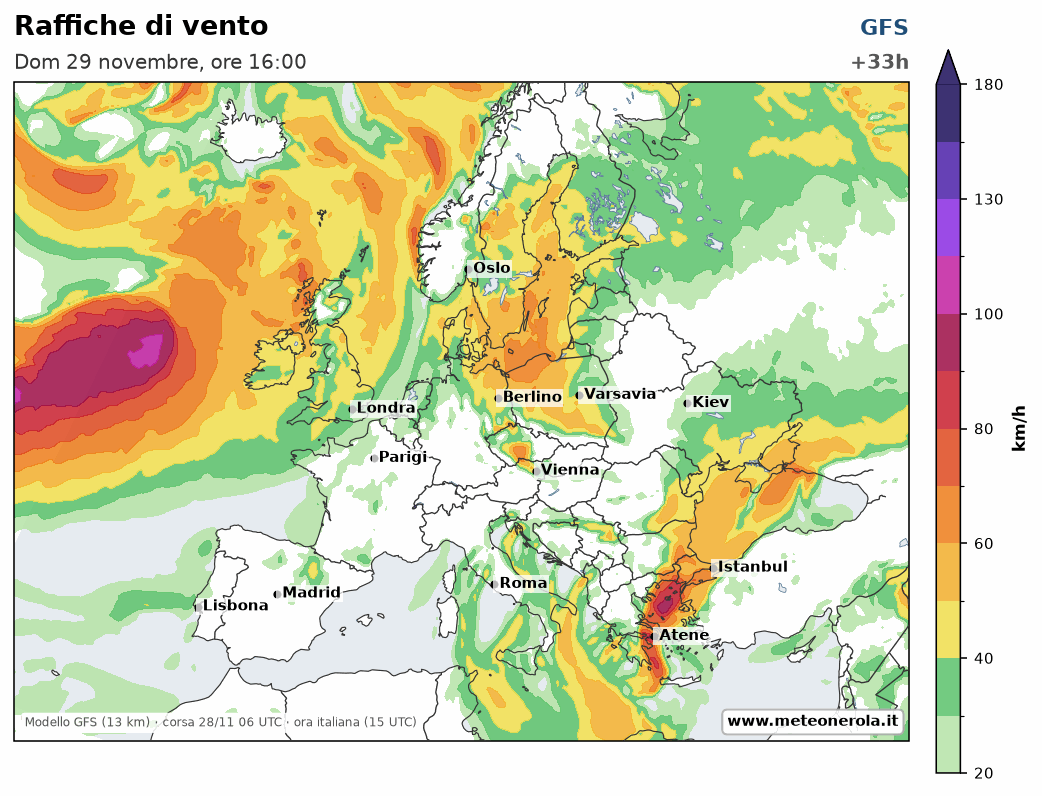 Raffiche di vento
GFS
Dom 29 novembre, ore 16:00
+33h
180
130
100
80
60
40
20
km/h
Oslo
Berlino
Varsavia
Kiev
Londra
Parigi
Vienna
Istanbul
Roma
Madrid
Lisbona
Atene
Modello GFS (13 km) · corsa 28/11 06 UTC · ora italiana (15 UTC)
www.meteonerola.it